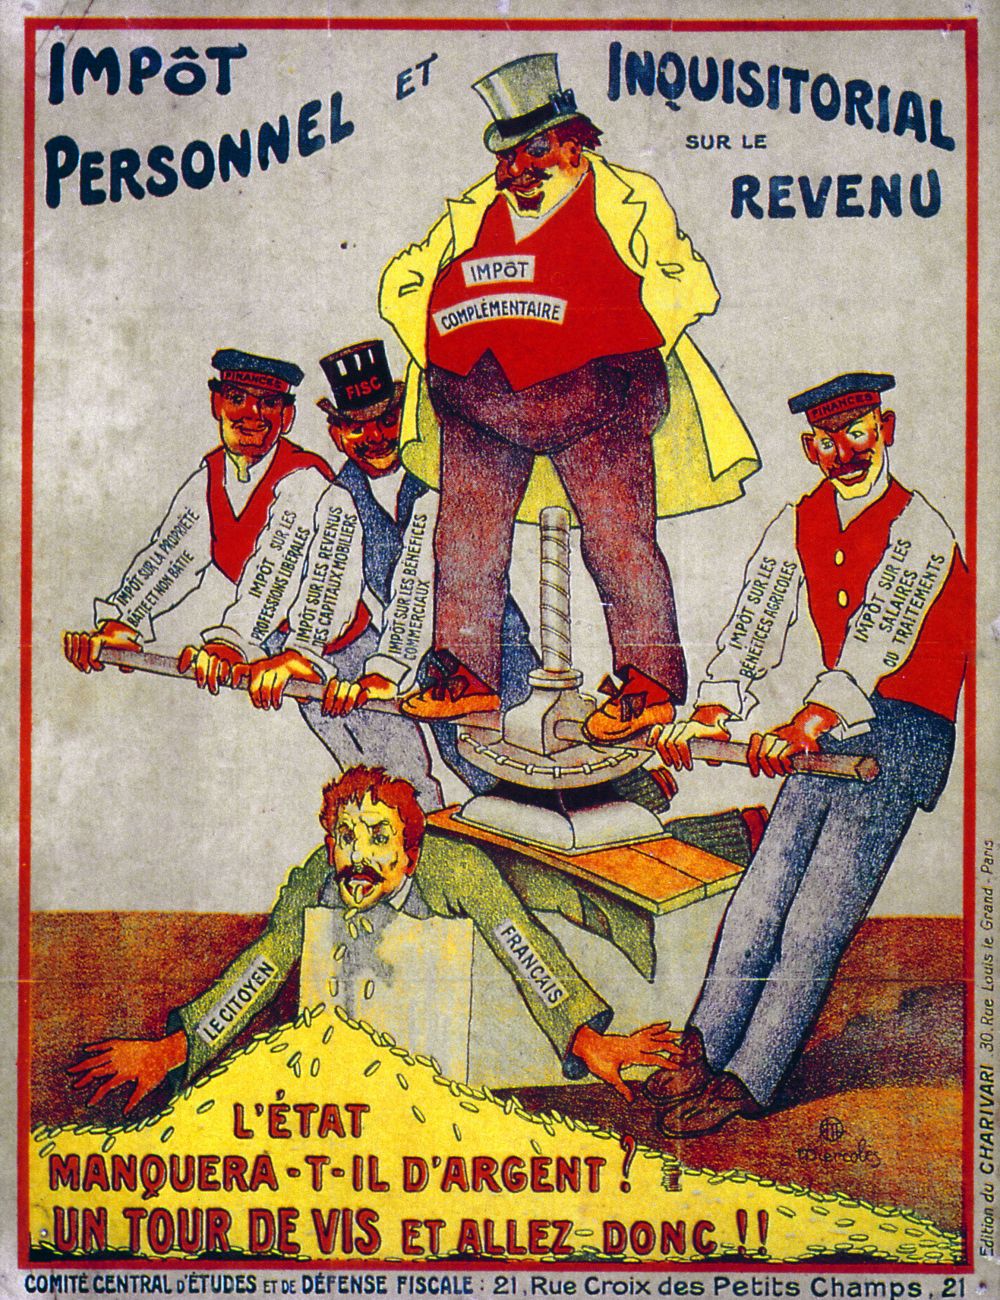 IMPÔT
PERSONNEL
ET
INQUISITORIAL
SUR LE
REVENU
IMPÔT
COMPLÉMENTAIRE
FINANCES
FISC
FINANCES
IMPÔT SUR LA PROPRIÉTÉ
BÂTIE ET NON BÂTIE
IMPÔT SUR LES
PROFESSIONS LIBÉRALES
IMPÔT SUR LES REVENUS
DES CAPITAUX MOBILIERS
IMPÔT SUR LES BÉNÉFICES
COMMERCIAUX
IMPÔT SUR LES
BÉNÉFICES AGRICOLES
IMPÔT SUR LES
SALAIRES
OU TRAITEMENTS
LE CITOYEN
FRANÇAIS
L'ÉTAT
MANQUERA-T-IL D'ARGENT ?
UN TOUR DE VIS ET ALLEZ DONC !!
COMITÉ CENTRAL D'ÉTUDES ET DE DÉFENSE FISCALE : 21, Rue Croix des Petits Champs, 21
Edition du CHARIVARI. 30 Rue Louis le Grand - Paris